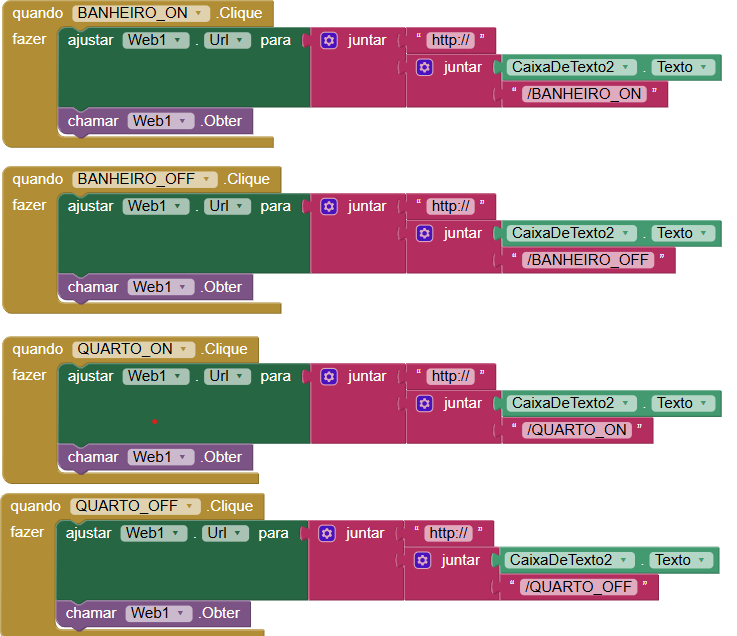 quando BANHEIRO_ON .Clique
fazer ajustar Web1 . Url para juntar " http:// "
juntar CaixaDeTexto2 . Texto
" /BANHEIRO_ON "
chamar Web1 .Obter
quando BANHEIRO_OFF .Clique
fazer ajustar Web1 . Url para juntar " http:// "
juntar CaixaDeTexto2 . Texto
" /BANHEIRO_OFF "
chamar Web1 .Obter
quando QUARTO_ON .Clique
fazer ajustar Web1 . Url para juntar " http:// "
juntar CaixaDeTexto2 . Texto
" /QUARTO_ON "
chamar Web1 .Obter
quando QUARTO_OFF .Clique
fazer ajustar Web1 . Url para juntar " http:// "
juntar CaixaDeTexto2 . Texto
" /QUARTO_OFF "
chamar Web1 .Obter